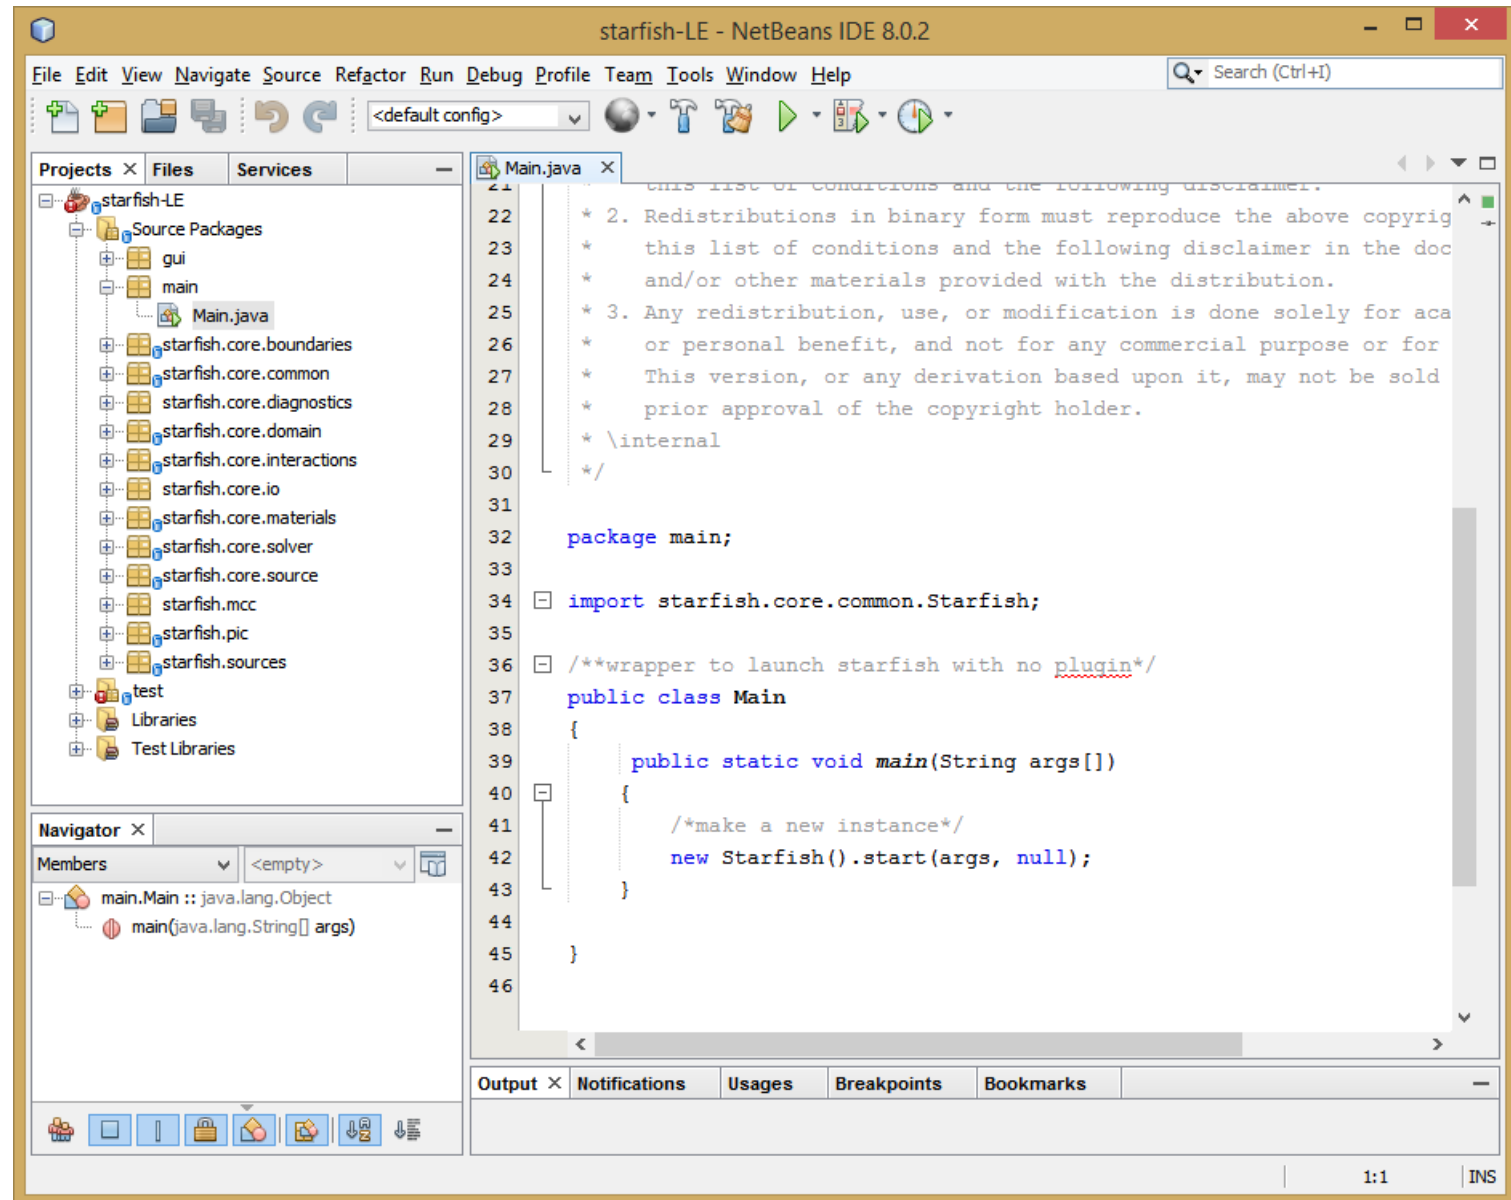 starfish-LE - NetBeans IDE 8.0.2
File Edit View Navigate Source Refactor Run Debug Profile Team Tools Window Help
Search (Ctrl+I)
<default config>
Projects Files Services
starfish-LE
Source Packages
gui
main
Main.java
starfish.core.boundaries
starfish.core.common
starfish.core.diagnostics
starfish.core.domain
starfish.core.interactions
starfish.core.io
starfish.core.materials
starfish.core.solver
starfish.core.source
starfish.mcc
starfish.pic
starfish.sources
test
Libraries
Test Libraries
Navigator
Members <empty>
main.Main :: java.lang.Object
main(java.lang.String[] args)
Main.java
21 * this list of conditions and the following disclaimer.
22 * 2. Redistributions in binary form must reproduce the above copyrig
23 * this list of conditions and the following disclaimer in the doc
24 * and/or other materials provided with the distribution.
25 * 3. Any redistribution, use, or modification is done solely for aca
26 * or personal benefit, and not for any commercial purpose or for
27 * This version, or any derivation based upon it, may not be sold
28 * prior approval of the copyright holder.
29 * \internal
30 */
31
32 package main;
33
34 import starfish.core.common.Starfish;
35
36 /**wrapper to launch starfish with no plugin*/
37 public class Main
38 {
39 public static void main(String args[])
40 {
41 /*make a new instance*/
42 new Starfish().start(args, null);
43 }
44
45 }
46
Output Notifications Usages Breakpoints Bookmarks
1:1 INS